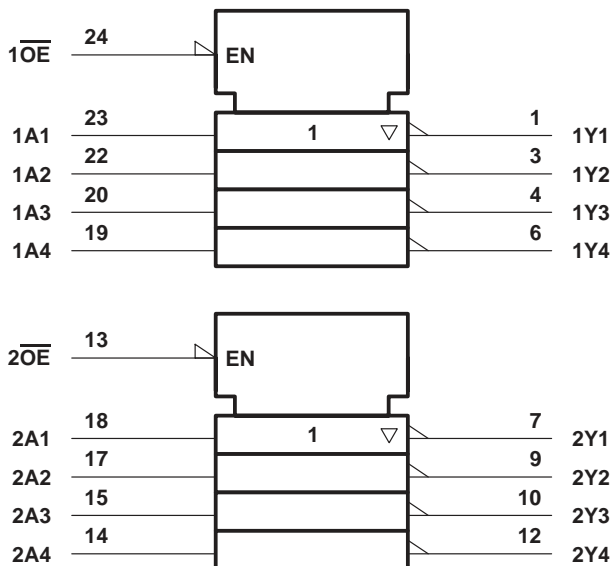 1O̅E̅ 24 EN
1A1 23 1 ▽ 1 1Y1
1A2 22 3 1Y2
1A3 20 4 1Y3
1A4 19 6 1Y4
2O̅E̅ 13 EN
2A1 18 1 ▽ 7 2Y1
2A2 17 9 2Y2
2A3 15 10 2Y3
2A4 14 12 2Y4